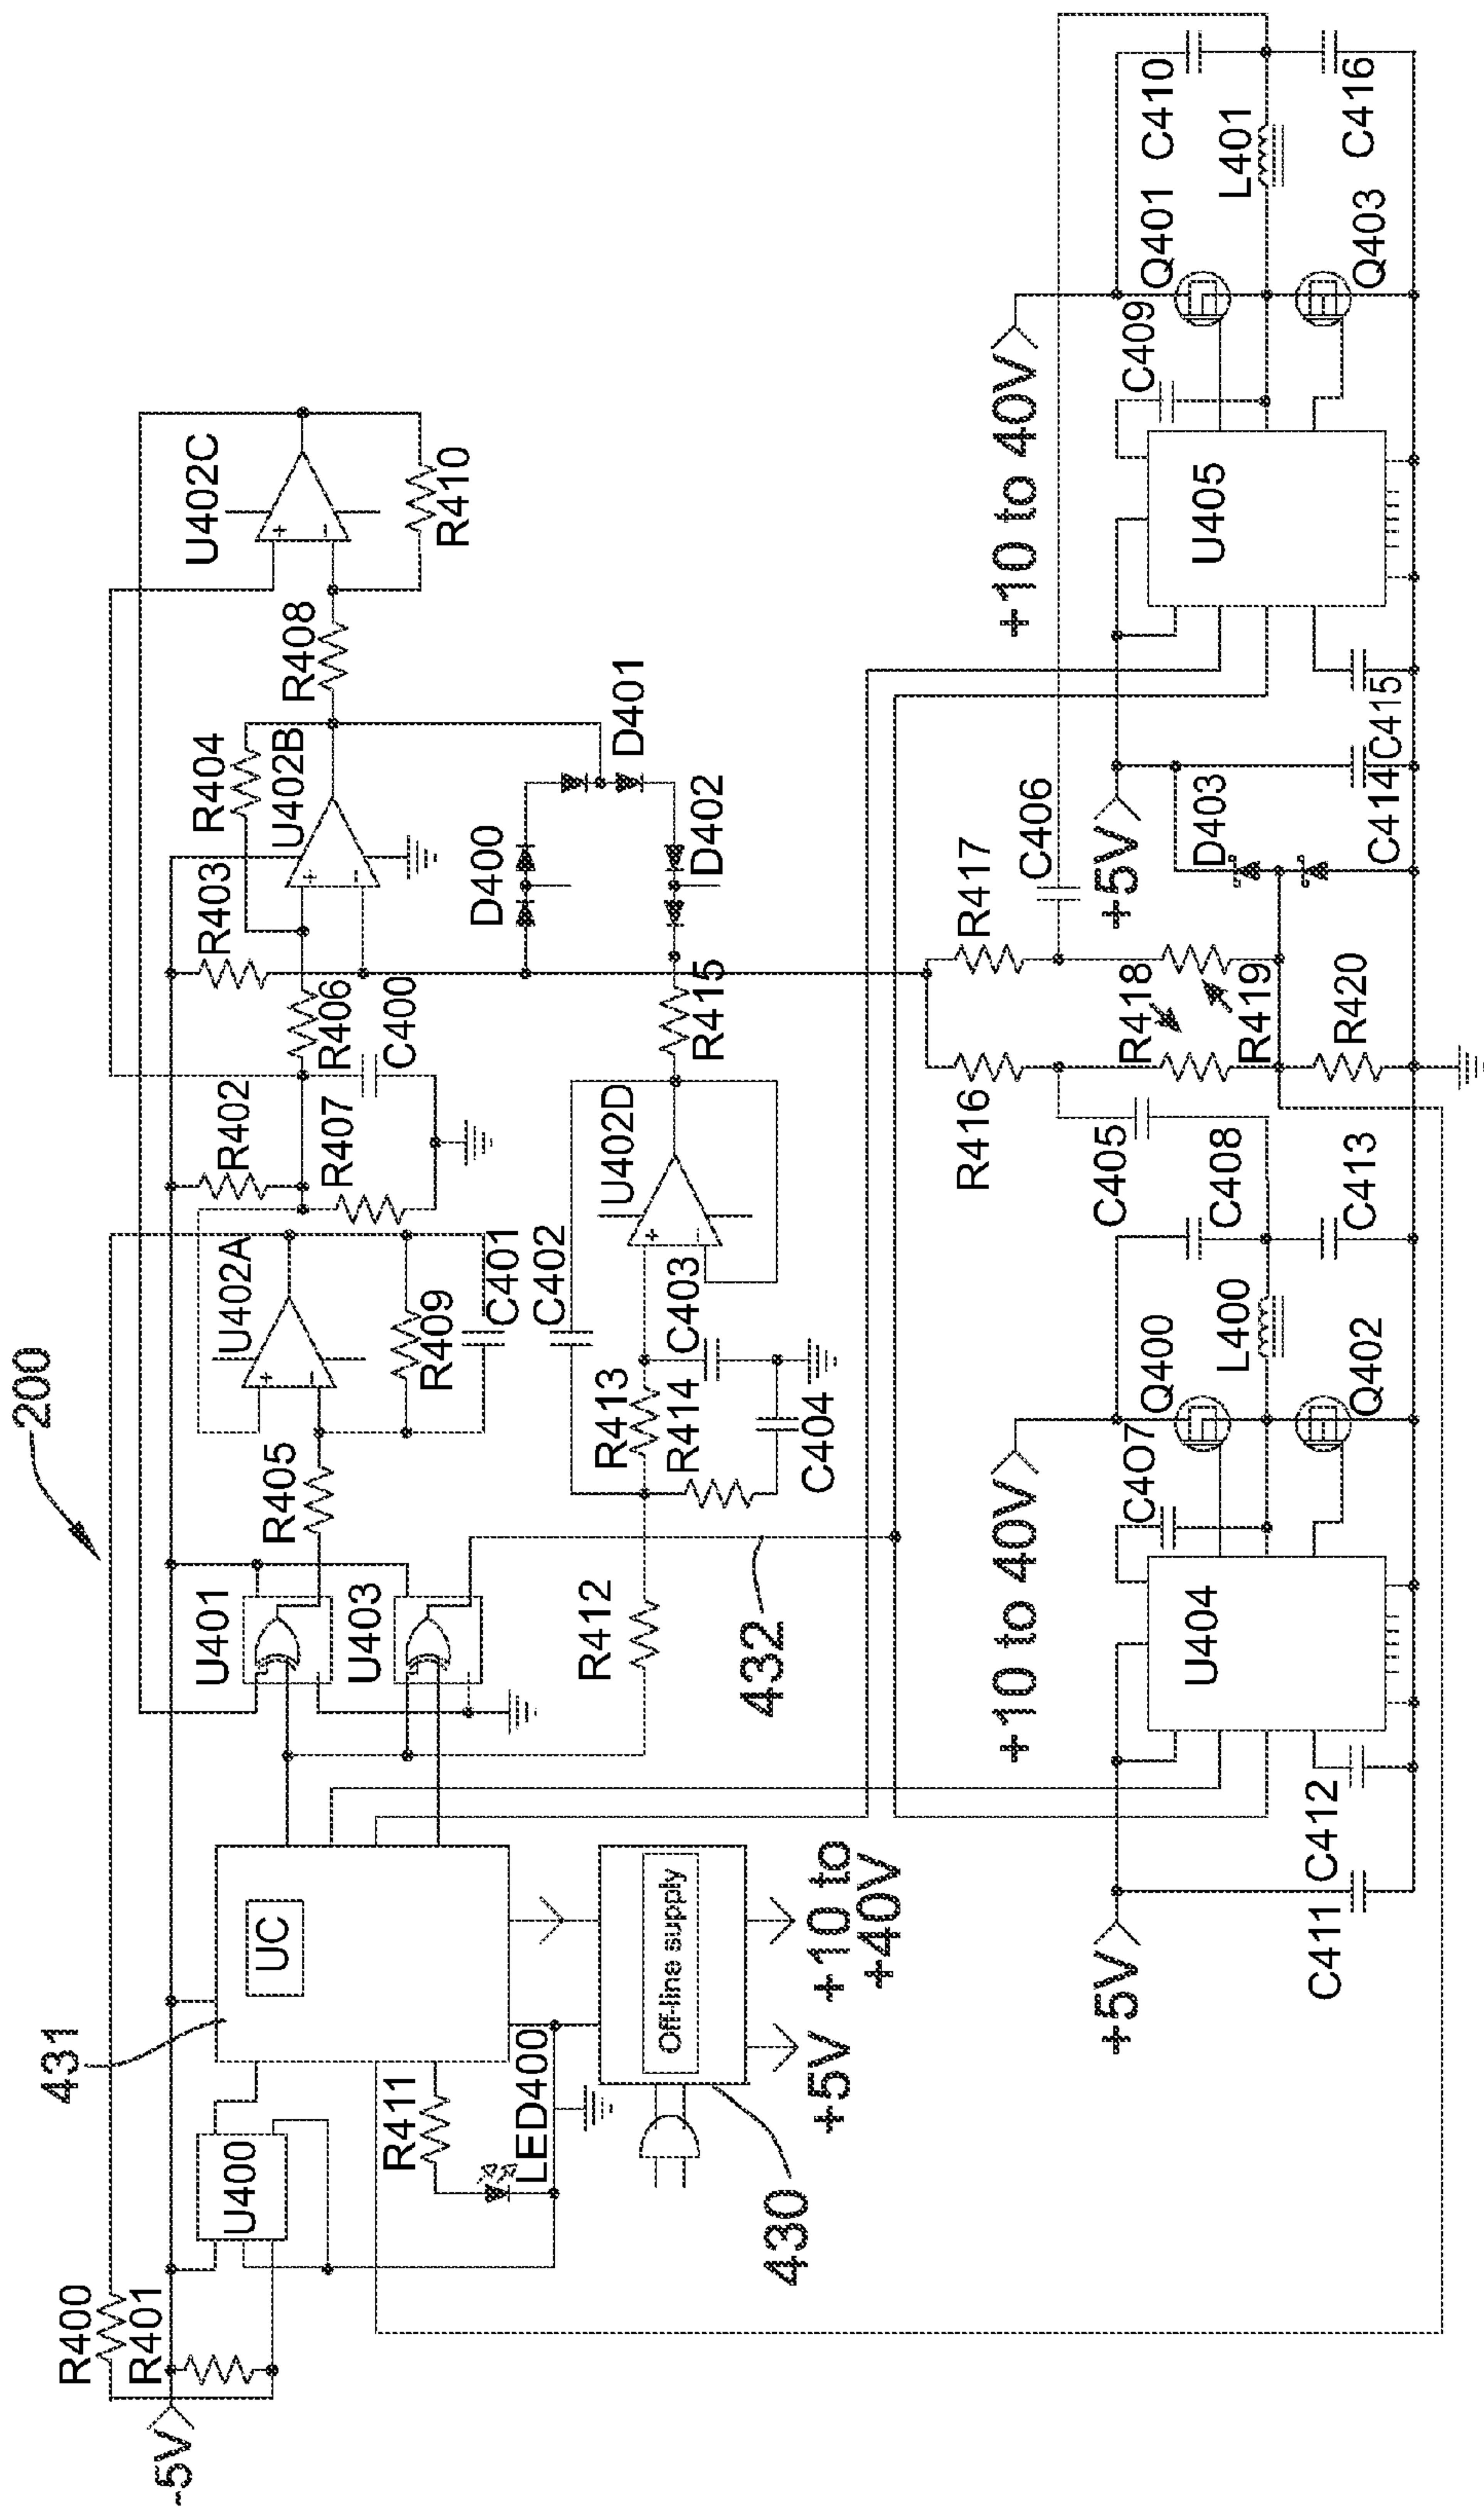 200
431
R400
R401
-5V
U400
UC
R411
LED400
Off-line supply
430
+5V
+10 to
+40V
U401
U403
R405
U402A
R409
C401
R402
R407
R406
C400
R403
R404
U402B
R408
U402C
R410
D400
D401
D402
R412
432
R413
R414
C404
C403
C402
U402D
R415
R416
R417
C406
R418
R419
R420
C405
+5V
C411
C412
U404
+10 to 40V
C407
Q400
Q402
L400
C408
C413
+5V
D403
C414
C415
U405
+10 to 40V
C409
Q401
Q403
L401
C410
C416